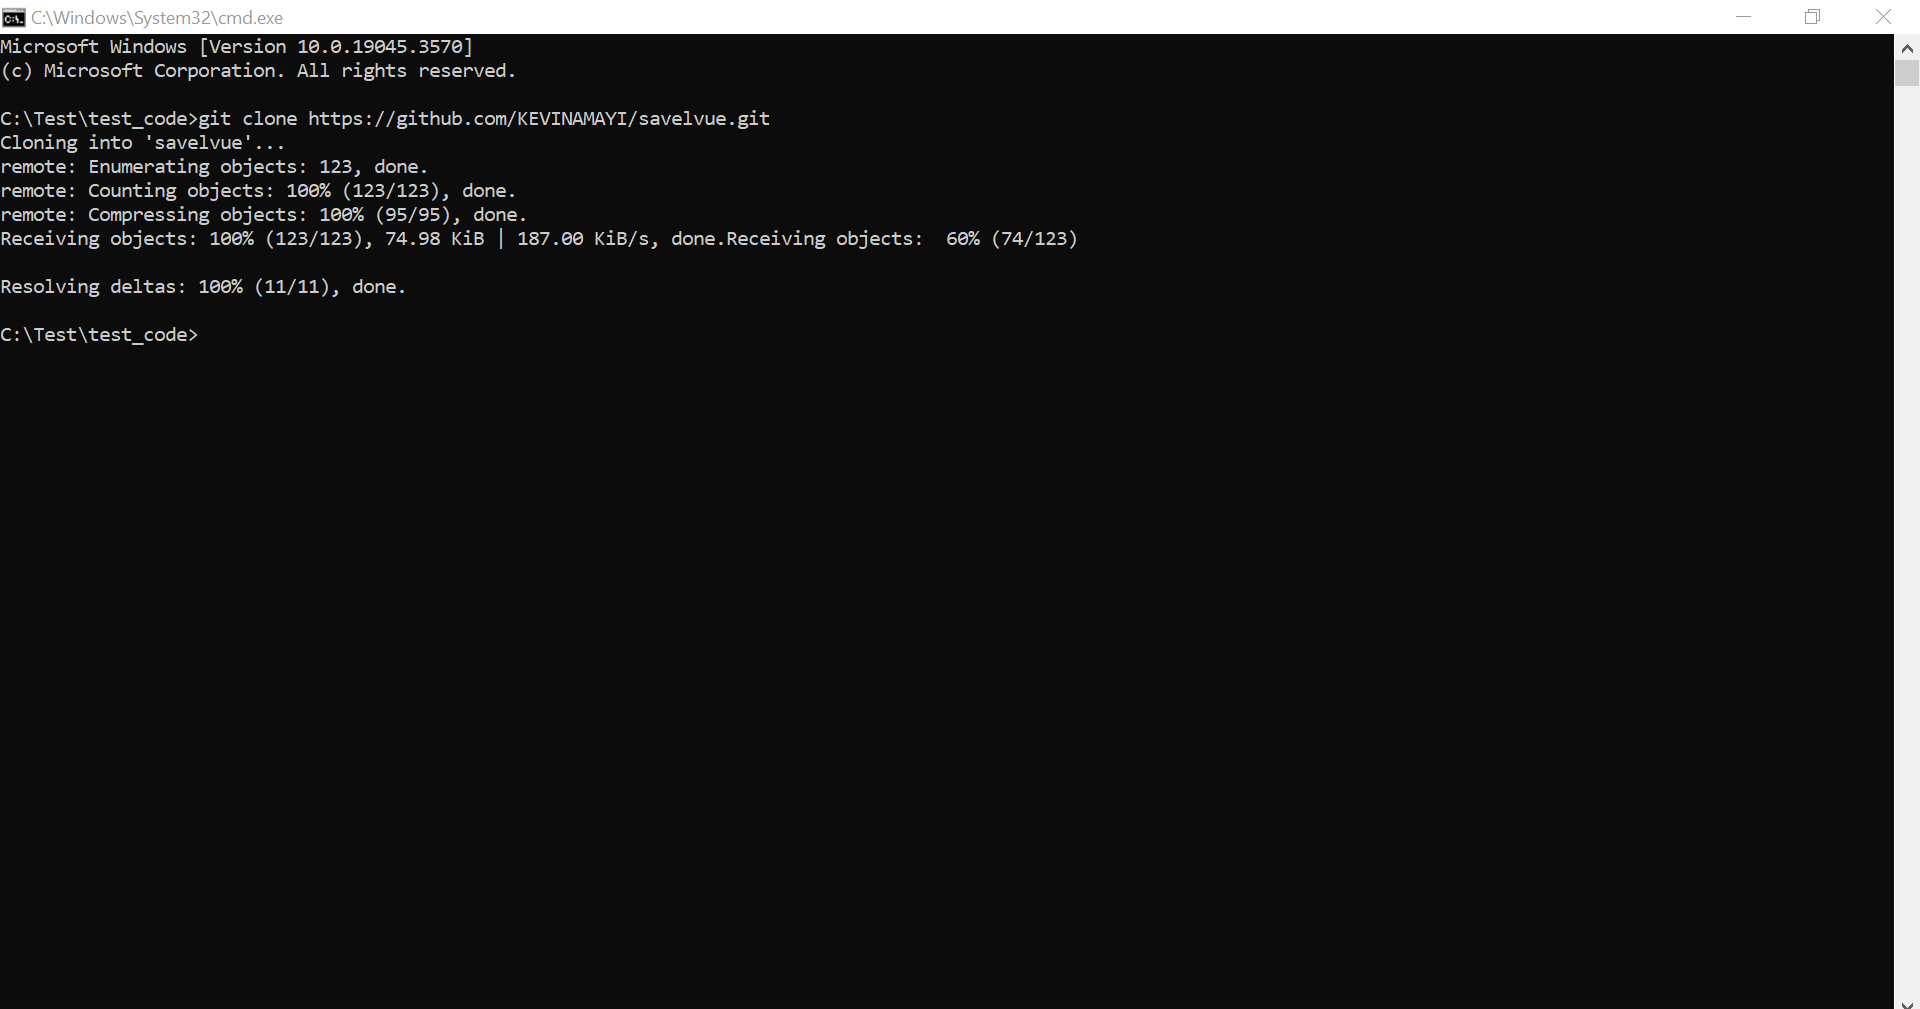 C:\Windows\System32\cmd.exe
Microsoft Windows [Version 10.0.19045.3570]
(c) Microsoft Corporation. All rights reserved.
C:\Test\test_code>git clone https://github.com/KEVINAMAYI/savelvue.git
Cloning into 'savelvue'...
remote: Enumerating objects: 123, done.
remote: Counting objects: 100% (123/123), done.
remote: Compressing objects: 100% (95/95), done.
Receiving objects: 100% (123/123), 74.98 KiB | 187.00 KiB/s, done.Receiving objects:  60% (74/123)
Resolving deltas: 100% (11/11), done.
C:\Test\test_code>